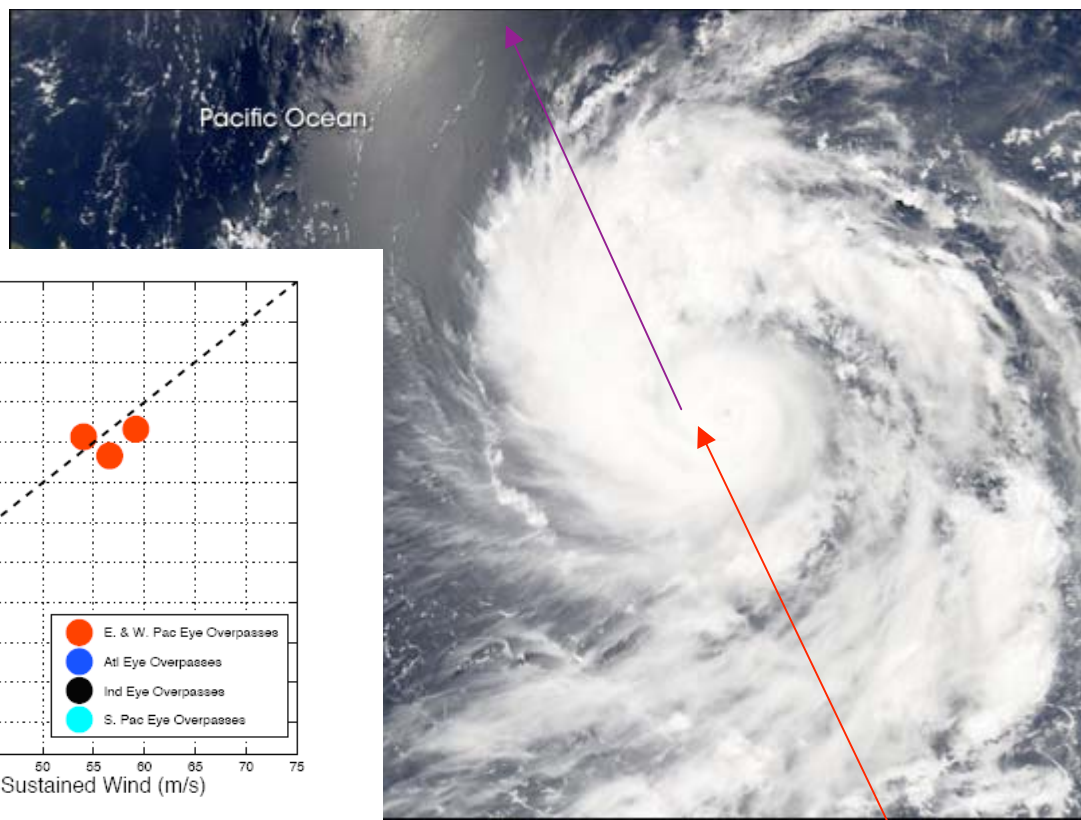 Pacific Ocean
E. & W. Pac Eye Overpasses
Atl Eye Overpasses
Ind Eye Overpasses
S. Pac Eye Overpasses
50 55 60 65 70 75
Sustained Wind (m/s)